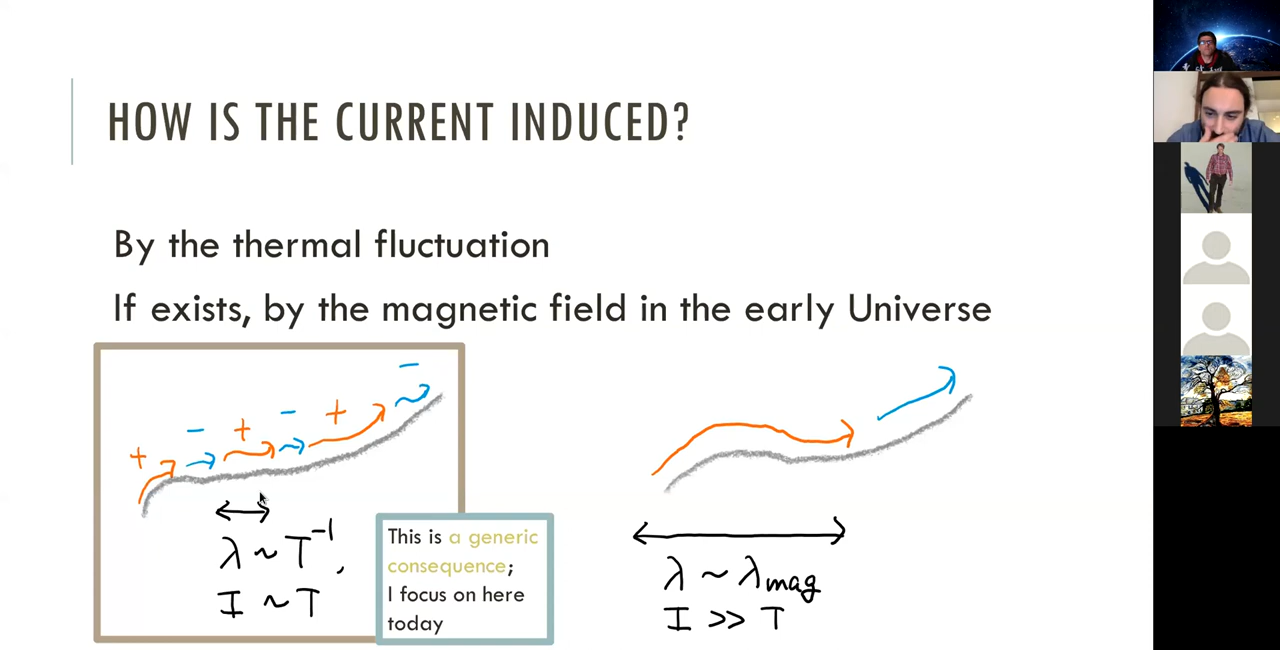 HOW IS THE CURRENT INDUCED?
By the thermal fluctuation
If exists, by the magnetic field in the early Universe
+ − + − + −
λ ~ T⁻¹,
I ~ T
This is a generic
consequence;
I focus on here
today
λ ~ λmag
I >> T